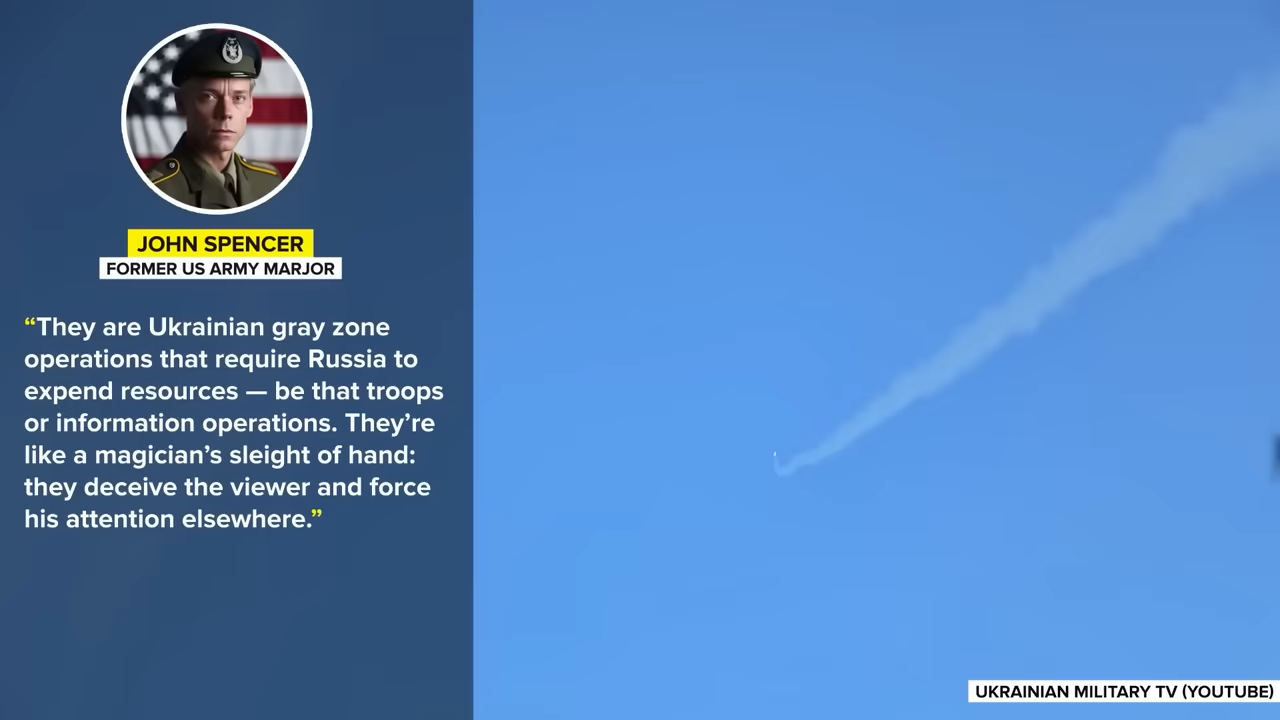 JOHN SPENCER
FORMER US ARMY MARJOR
“They are Ukrainian gray zone
operations that require Russia to
expend resources — be that troops
or information operations. They’re
like a magician’s sleight of hand:
they deceive the viewer and force
his attention elsewhere.”
UKRAINIAN MILITARY TV (YOUTUBE)